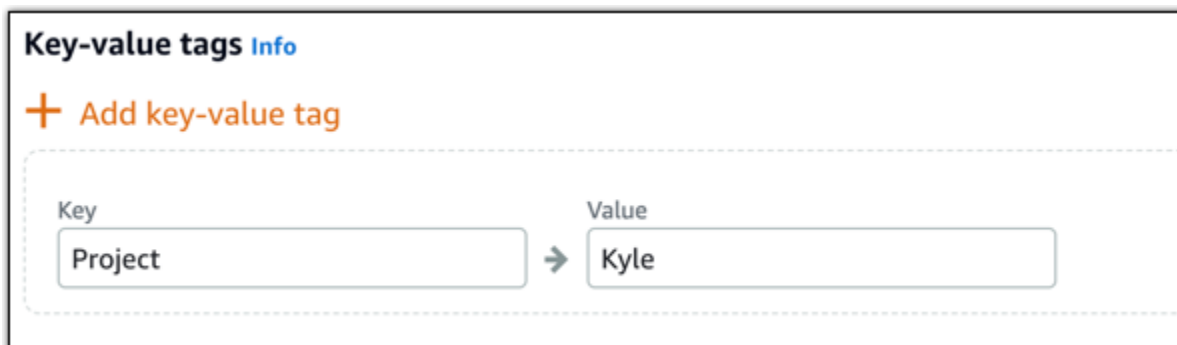 Key-value tags Info
+ Add key-value tag
Key Value
Project → Kyle